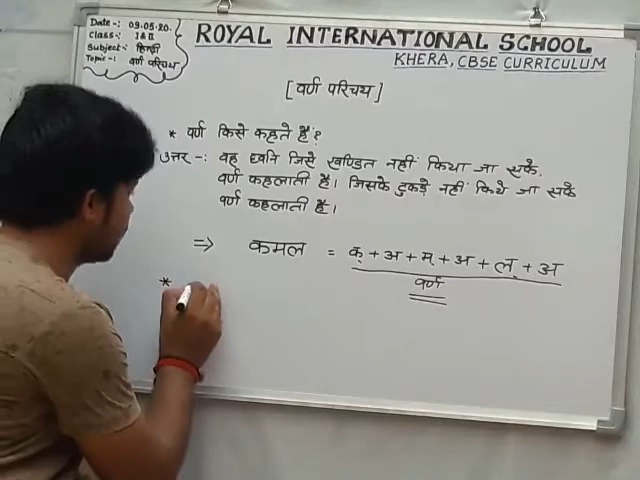 Date-: 09.05.20.
Class-: I & II
Subject-: हिन्दी
Topic-: वर्ण परिचय
ROYAL INTERNATIONAL SCHOOL
KHERA, CBSE CURRICULUM
[वर्ण परिचय]
* वर्ण किसे कहते हैं?
उत्तर -: वह ध्वनि जिसे खण्डित नहीं किया जा सके,
वर्ण कहलाती है। जिसके टुकड़े नहीं किये जा सके
वर्ण कहलाती है।
⇒ कमल = क् + अ + म् + अ + ल् + अ
वर्ण
*